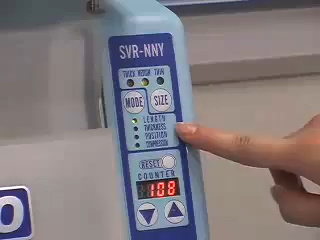 SVR-NNY
THICK MEDIUM THIN
MODE SIZE
LENGTH
THICKNESS
POSITION
COMPRESSION
RESET
COUNTER
108
O